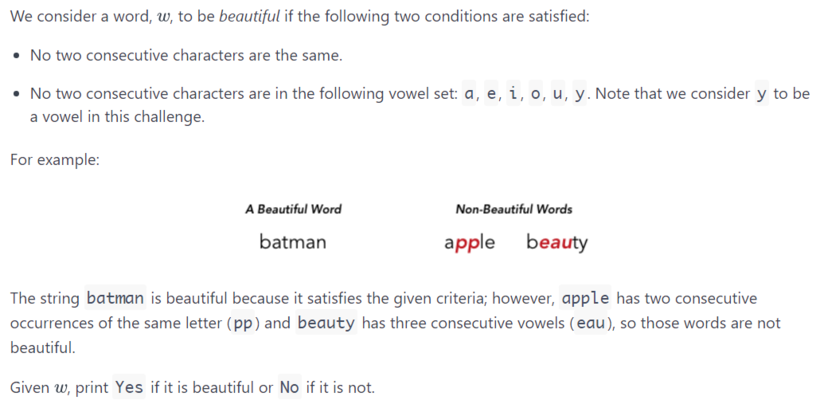 We consider a word, w, to be beautiful if the following two conditions are satisfied:
• No two consecutive characters are the same.
• No two consecutive characters are in the following vowel set: a, e, i, o, u, y. Note that we consider y to be
a vowel in this challenge.
For example:
A Beautiful Word Non-Beautiful Words
batman apple beauty
The string batman is beautiful because it satisfies the given criteria; however, apple has two consecutive
occurrences of the same letter (pp) and beauty has three consecutive vowels (eau), so those words are not
beautiful.
Given w, print Yes if it is beautiful or No if it is not.